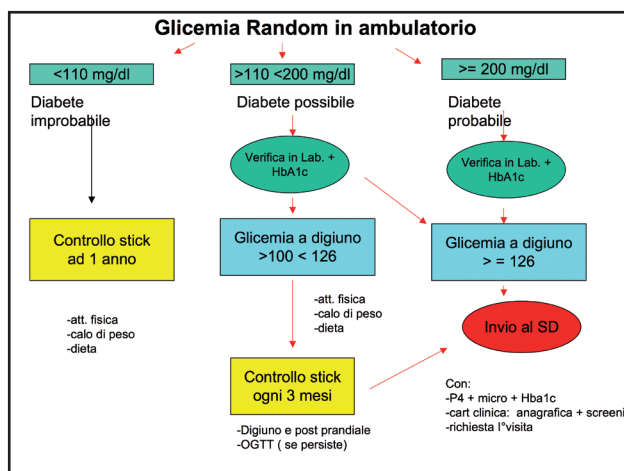 Glicemia Random in ambulatorio
<110 mg/dl
>110 <200 mg/dl
>= 200 mg/dl
Diabete
improbabile
Diabete possibile
Diabete
probabile
Verifica in Lab. +
HbA1c
Verifica in Lab. +
HbA1c
Controllo stick
ad 1 anno
Glicemia a digiuno
>100 < 126
Glicemia a digiuno
> = 126
-att. fisica
-calo di peso
-dieta
-att. fisica
-calo di peso
-dieta
Invio al SD
Controllo stick
ogni 3 mesi
-Digiuno e post prandiale
-OGTT ( se persiste)
Con:
-P4 + micro + Hba1c
-cart clinica: anagrafica + screeni
-richiesta I°visita